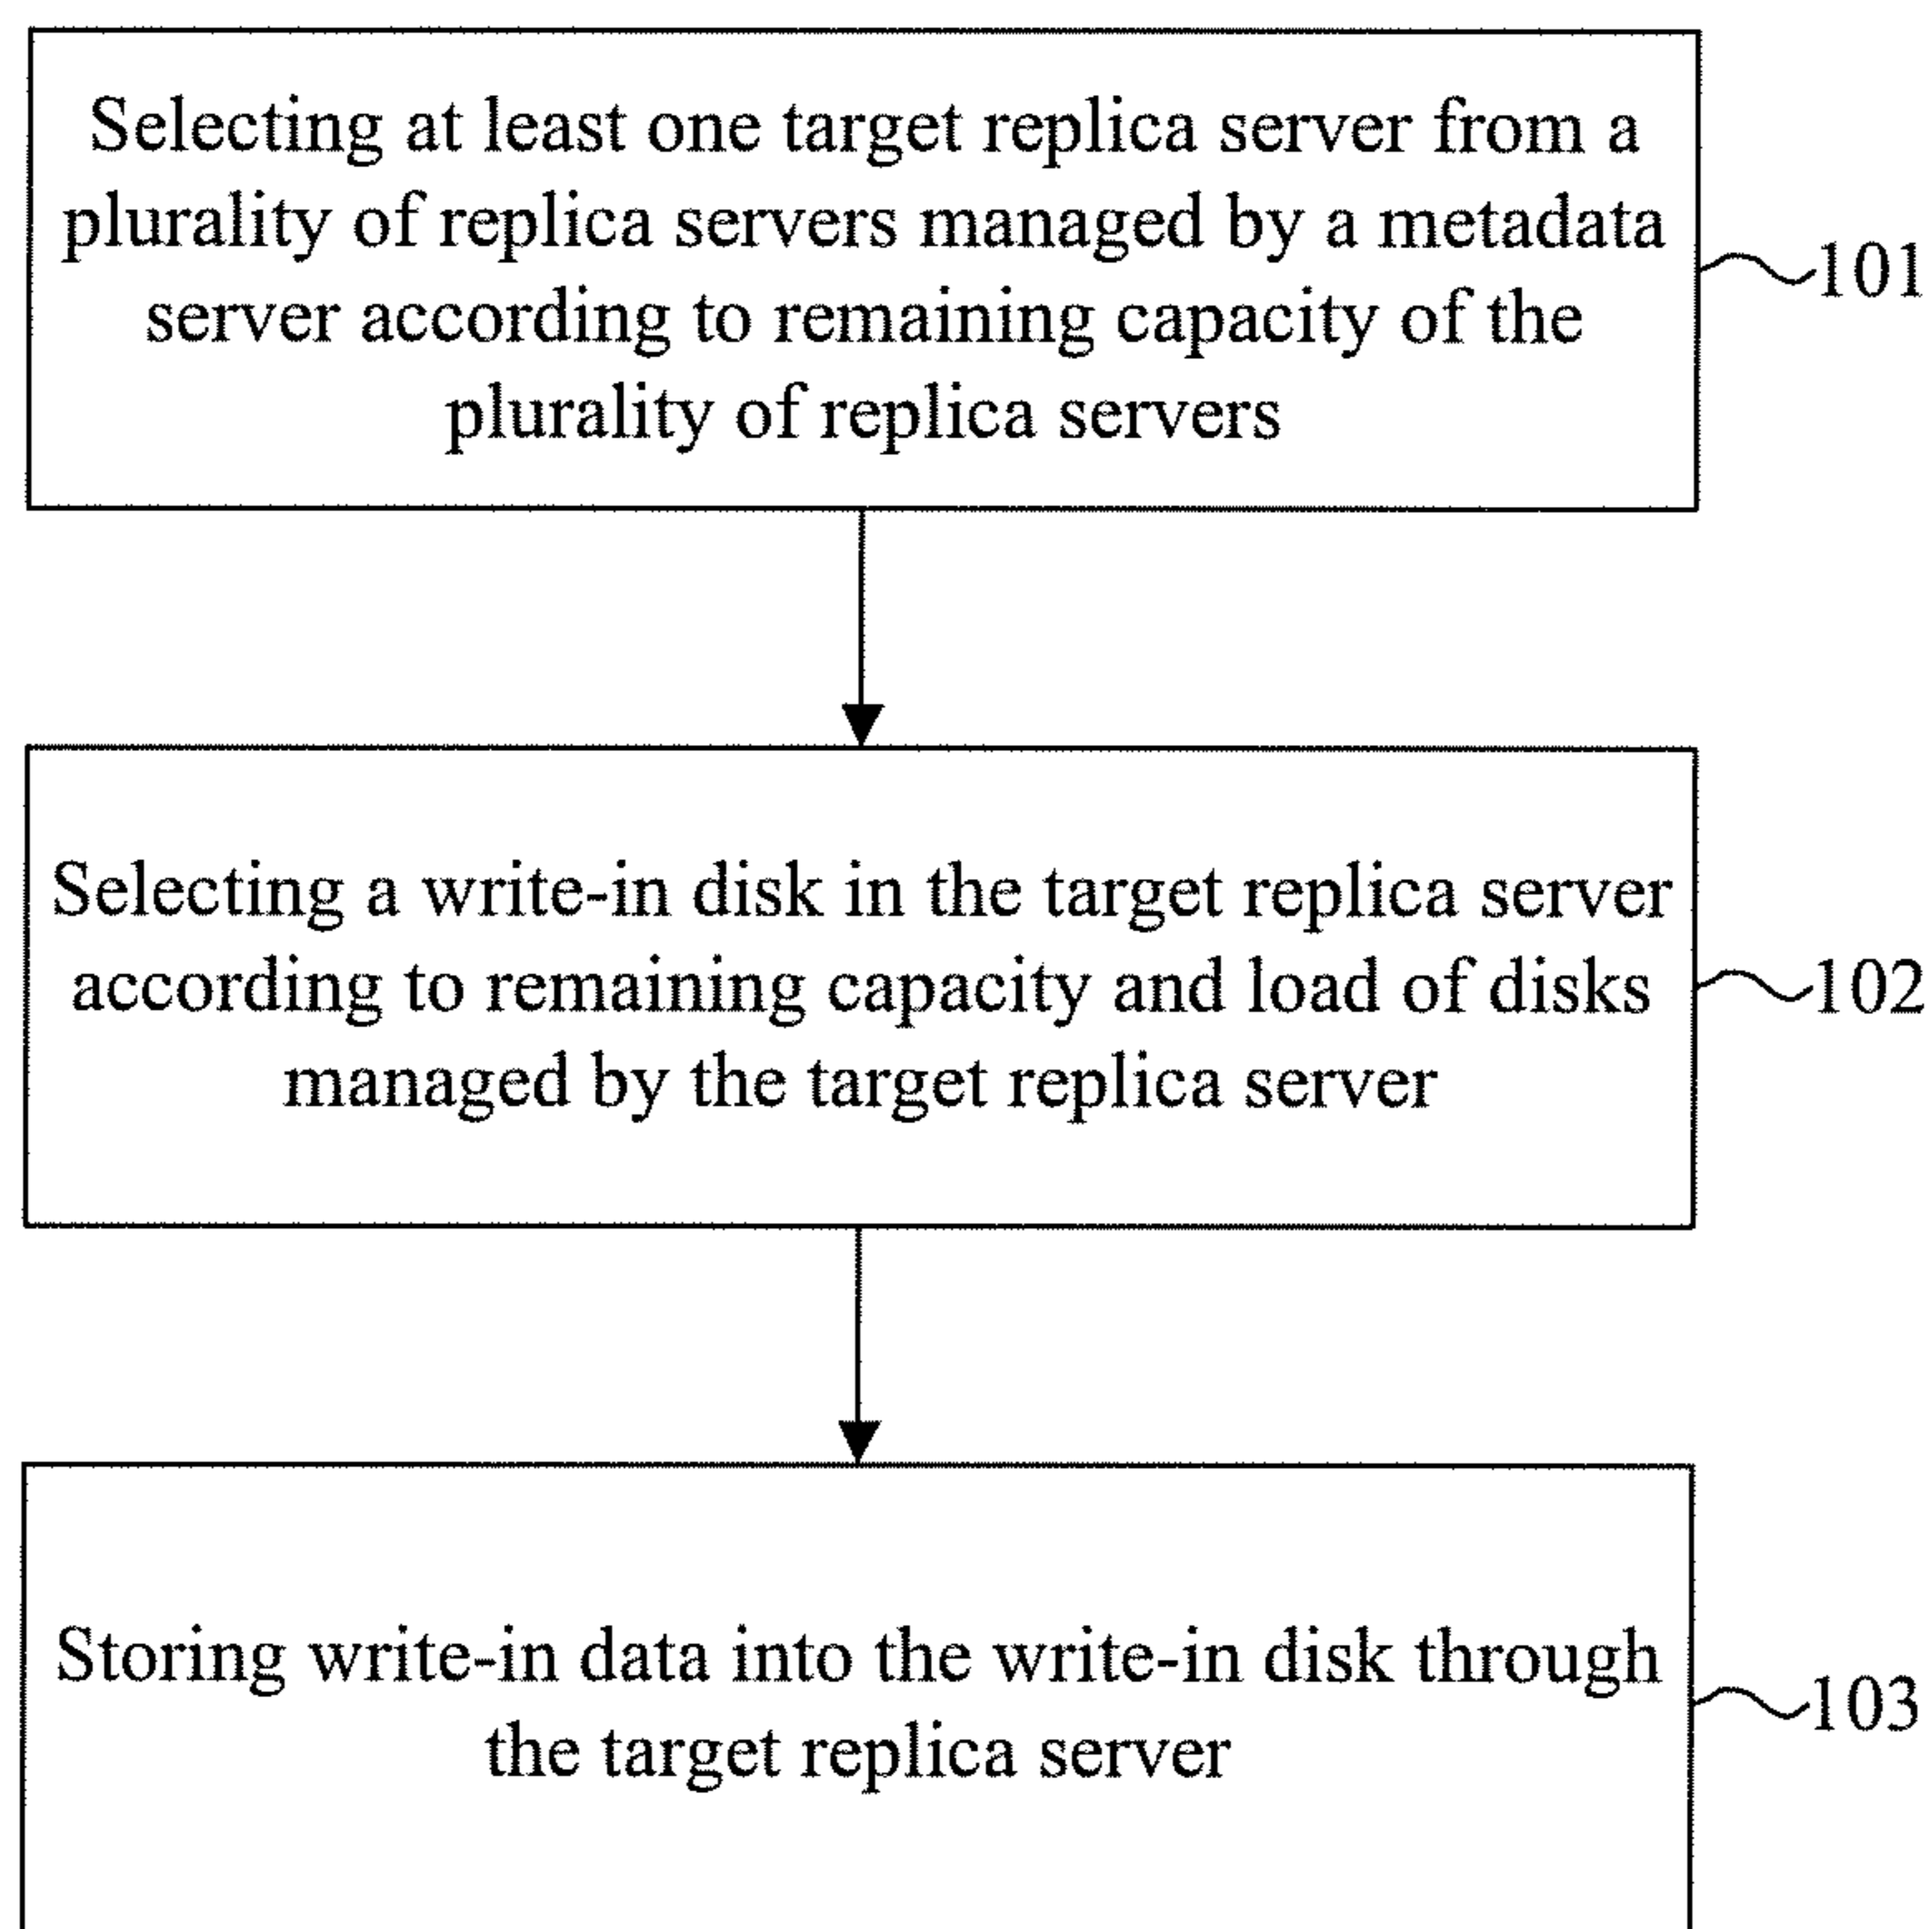 Selecting at least one target replica server from a
plurality of replica servers managed by a metadata
server according to remaining capacity of the
plurality of replica servers
101
Selecting a write-in disk in the target replica server
according to remaining capacity and load of disks
managed by the target replica server
102
Storing write-in data into the write-in disk through
the target replica server
103